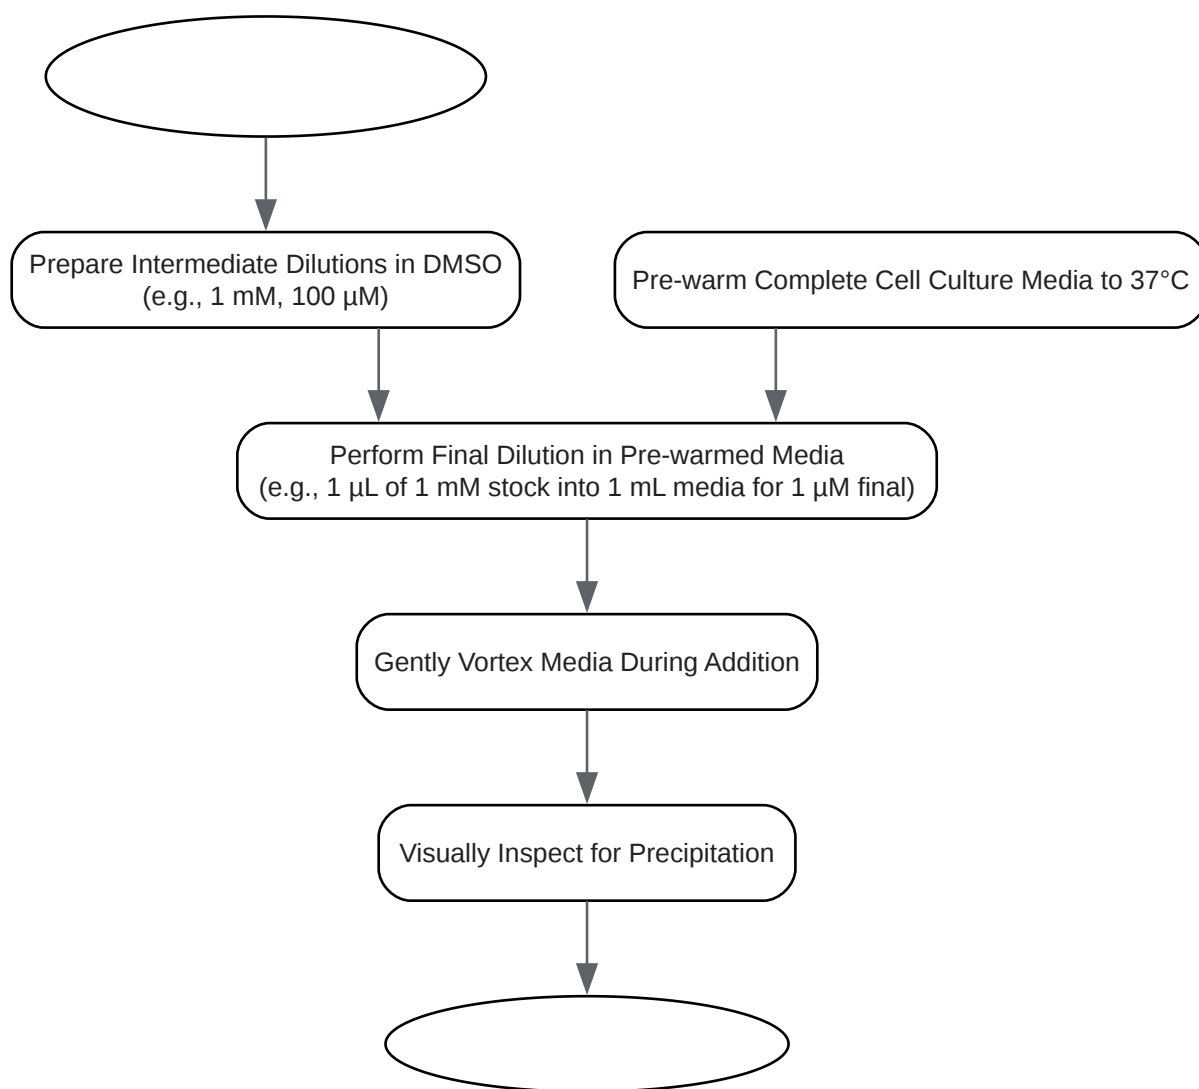 Prepare Intermediate Dilutions in DMSO
(e.g., 1 mM, 100 µM)
Pre-warm Complete Cell Culture Media to 37°C
Perform Final Dilution in Pre-warmed Media
(e.g., 1 µL of 1 mM stock into 1 mL media for 1 µM final)
Gently Vortex Media During Addition
Visually Inspect for Precipitation